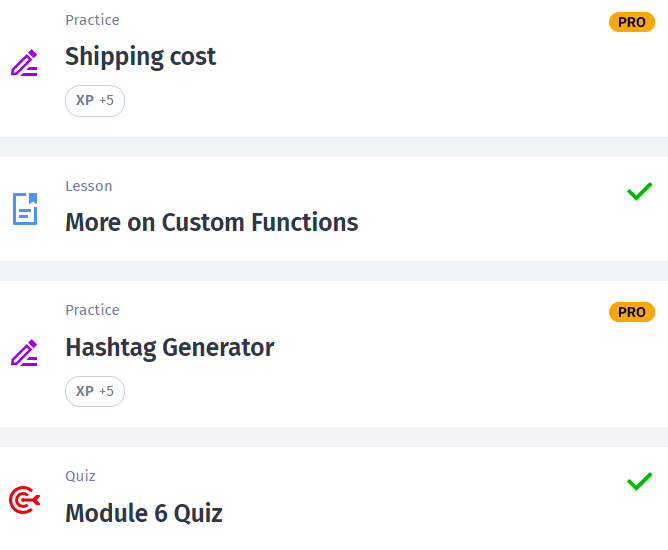 Practice
PRO
Shipping cost
XP +5
Lesson
More on Custom Functions
Practice
PRO
Hashtag Generator
XP +5
Quiz
Module 6 Quiz